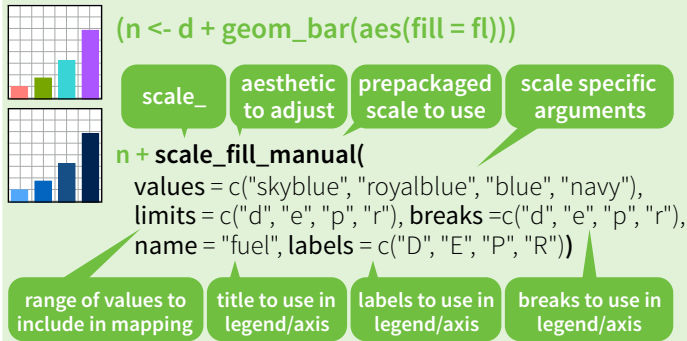 (n <- d + geom_bar(aes(fill = fl)))
scale_
aesthetic
to adjust
prepackaged
scale to use
scale specific
arguments
n + scale_fill_manual(
values = c("skyblue", "royalblue", "blue", "navy"),
limits = c("d", "e", "p", "r"), breaks =c("d", "e", "p", "r"),
name = "fuel", labels = c("D", "E", "P", "R"))
range of values to
include in mapping
title to use in
legend/axis
labels to use in
legend/axis
breaks to use in
legend/axis